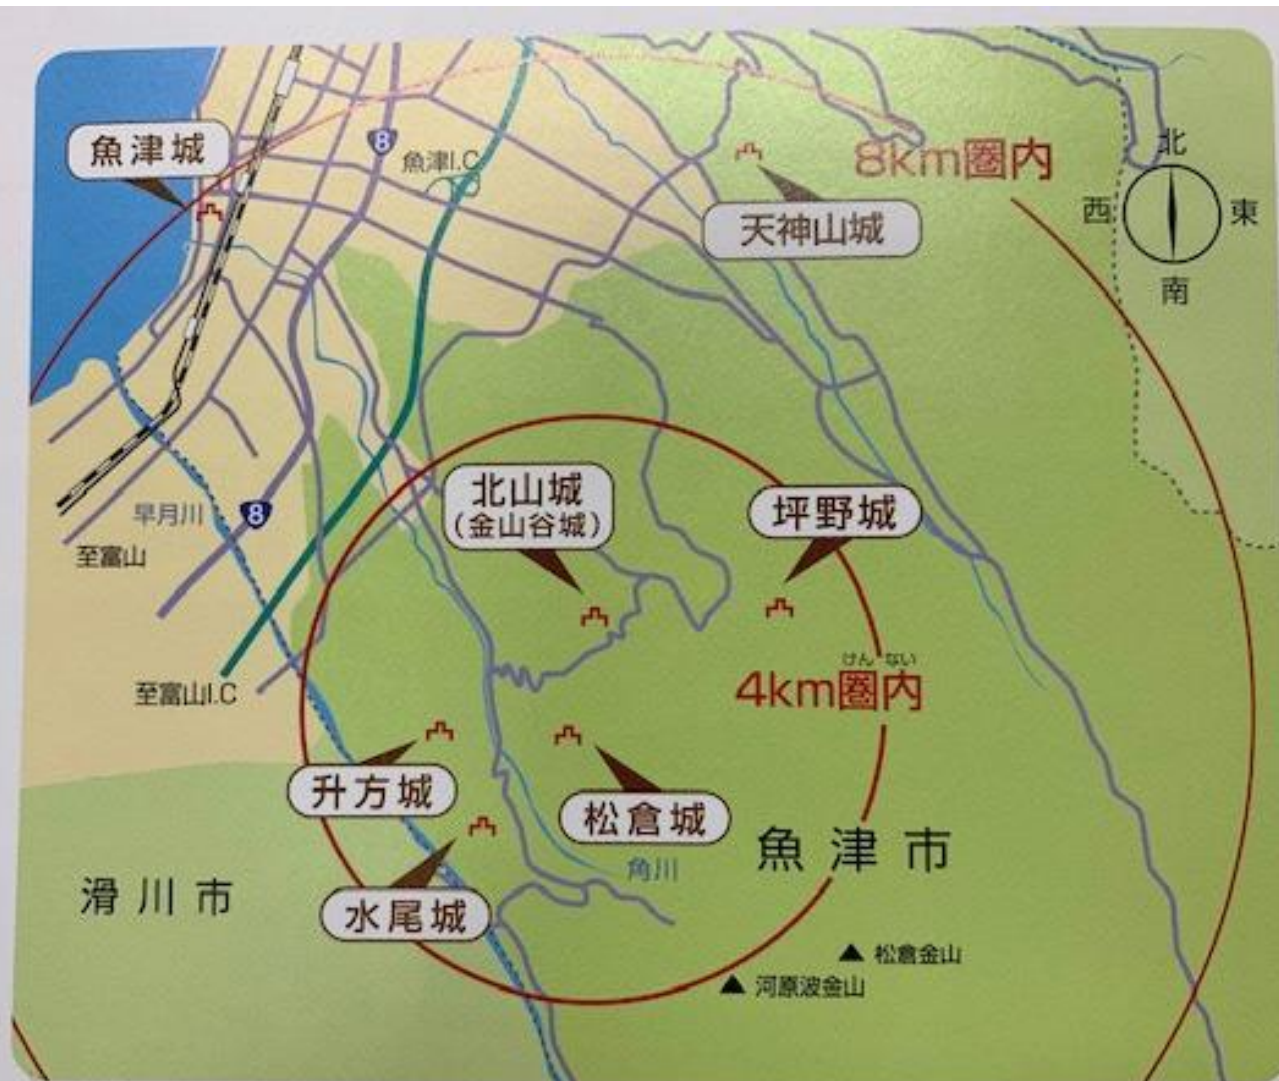 魚津城
8
魚津I.C
8km圏内
北
西
東
南
天神山城
北山城
(金山谷城)
坪野城
早月川
8
至富山
至富山I.C
けんない
4km圏内
升方城
松倉城
角川
魚津市
水尾城
滑川市
松倉金山
河原波金山